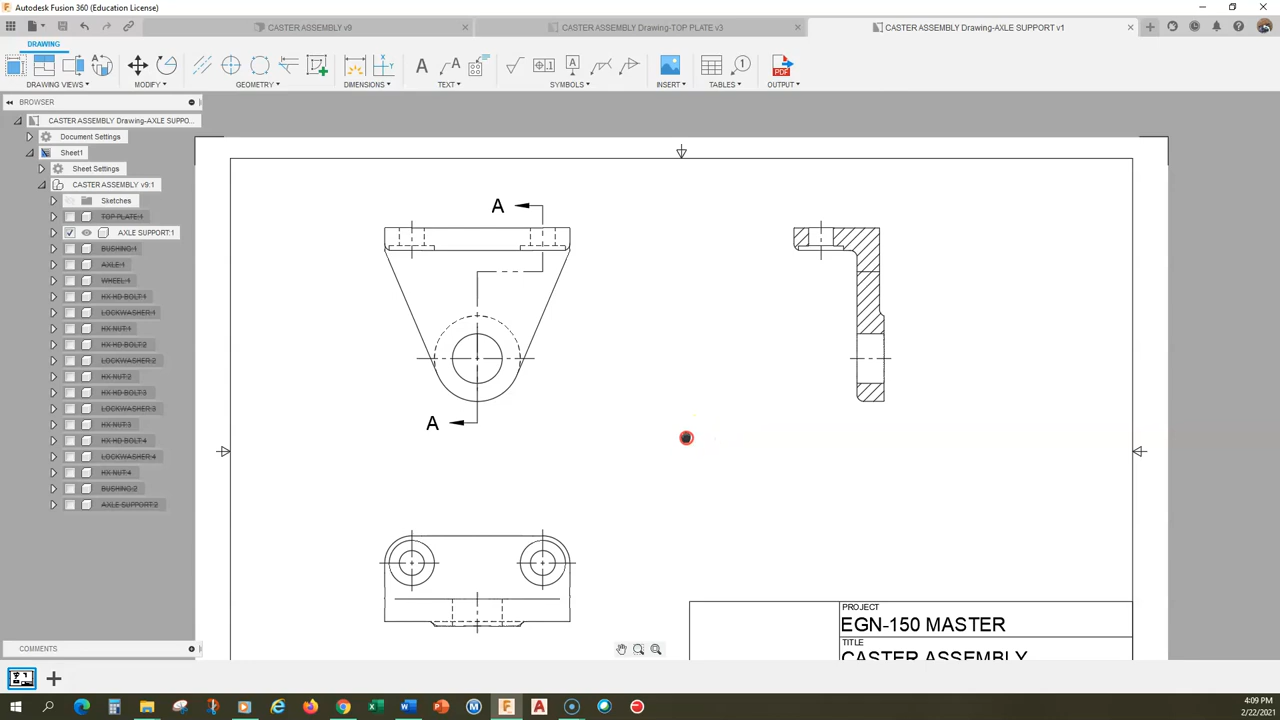 Autodesk Fusion 360 (Education License)
CASTER ASSEMBLY v9
CASTER ASSEMBLY Drawing-TOP PLATE v3
CASTER ASSEMBLY Drawing-AXLE SUPPORT v1
DRAWING
DRAWING VIEWS
MODIFY
GEOMETRY
DIMENSIONS
TEXT
SYMBOLS
INSERT
TABLES
PDF
OUTPUT
BROWSER
CASTER ASSEMBLY Drawing-AXLE SUPPO...
Document Settings
Sheet1
Sheet Settings
CASTER ASSEMBLY v9:1
Sketches
TOP PLATE:1
AXLE SUPPORT:1
BUSHING:1
AXLE:1
WHEEL:1
HX HD BOLT:1
LOCKWASHER:1
HX NUT:1
HX HD BOLT:2
LOCKWASHER:2
HX NUT:2
HX HD BOLT:3
LOCKWASHER:3
HX NUT:3
HX HD BOLT:4
LOCKWASHER:4
HX NUT:4
BUSHING:2
AXLE SUPPORT:2
A
A
PROJECT
EGN-150 MASTER
TITLE
CASTER ASSEMBLY
COMMENTS
4:09 PM
2/22/2021